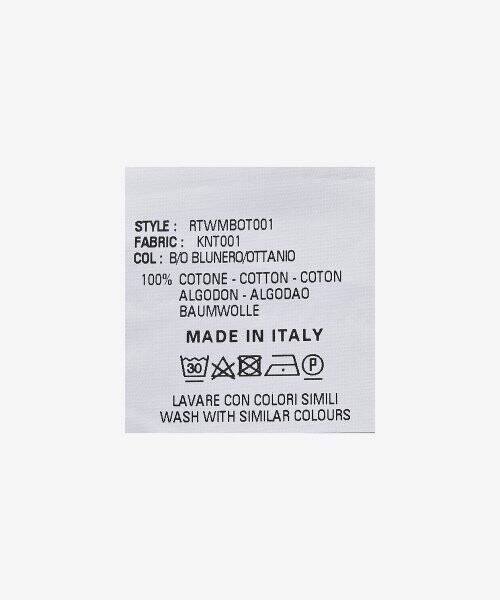 STYLE : RTWMBOT001
FABRIC : KNT001
COL : B/O BLUNERO/OTTANIO
100% COTONE - COTTON - COTON
ALGODON - ALGODAO
BAUMWOLLE
MADE IN ITALY
30 P
LAVARE CON COLORI SIMILI
WASH WITH SIMILAR COLOURS